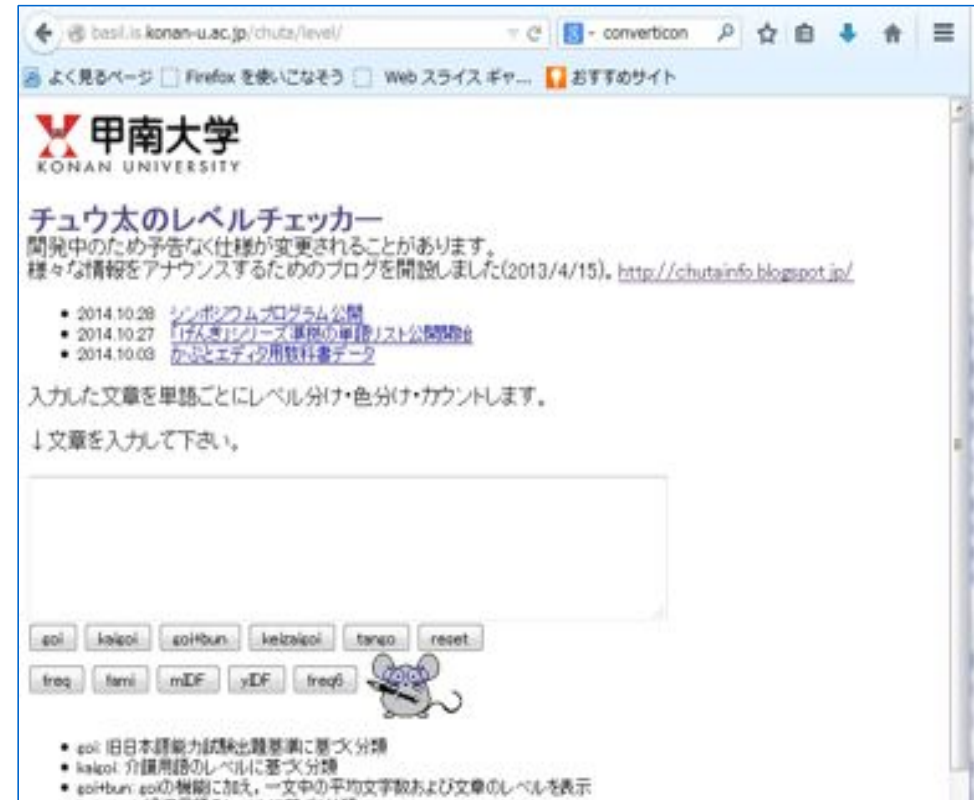 basil.is.konan-u.ac.jp/chuta/level/
converticon
よく見るページ Firefox を使いこなそう Web スライス ギャ... おすすめサイト
甲南大学
KONAN UNIVERSITY
チュウ太のレベルチェッカー
開発中のため予告なく仕様が変更されることがあります。
様々な情報をアナウンスするためのブログを開設しました(2013/4/15)。http://chutainfo.blogspot.jp/
2014.10.28 シンポジウムプログラム公開
2014.10.27 「げんき」シリーズ準拠の単語リスト公開開始
2014.10.03 かぶとエディタ用教科書データ
入力した文章を単語ごとにレベル分け・色分け・カウントします。
↓文章を入力して下さい。
goi kaigoi goi+bun keizaigoi tango reset
freq fami mIDF yIDF freq6
goi: 旧日本語能力試験出題基準に基づく分類
kaigoi: 介護用語のレベルに基づく分類
goi+bun: goiの機能に加え，一文中の平均文字数および文章のレベルを表示